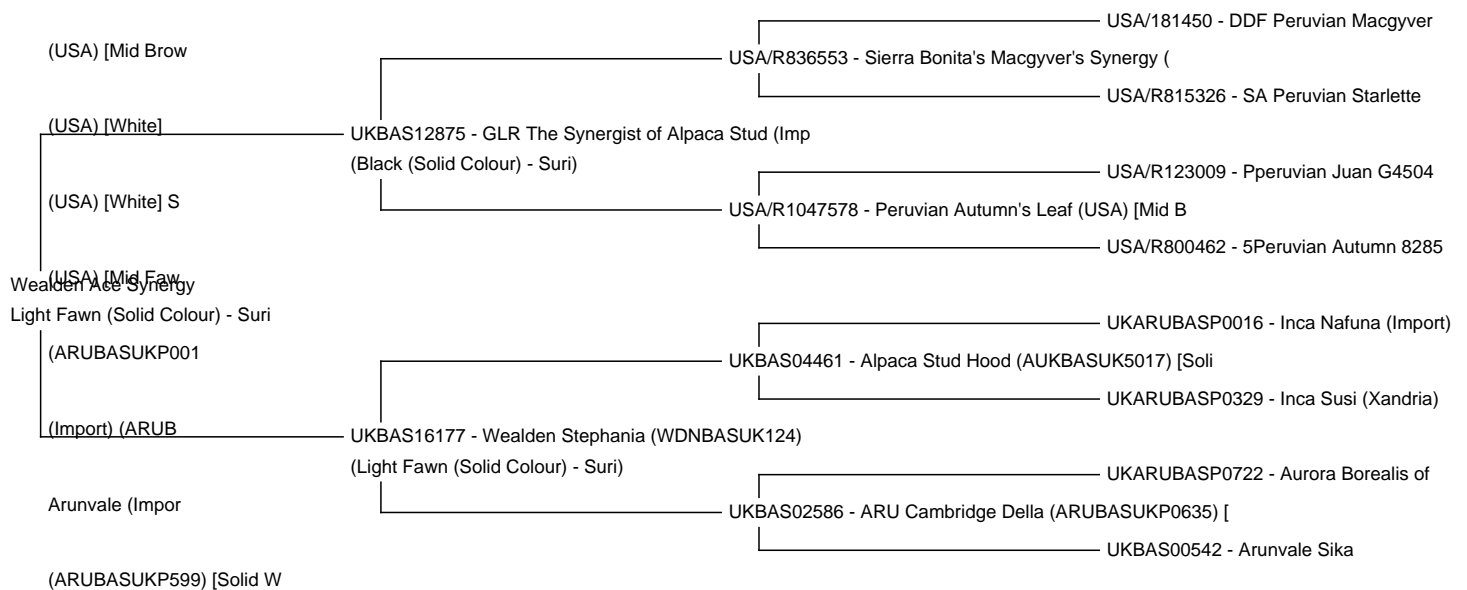 USA/181450 - DDF Peruvian Macgyver
(USA) [Mid Brow
USA/R836553 - Sierra Bonita's Macgyver's Synergy (
USA/R815326 - SA Peruvian Starlette
(USA) [White]
UKBAS12875 - GLR The Synergist of Alpaca Stud (Imp
(Black (Solid Colour) - Suri)
USA/R123009 - Pperuvian Juan G4504
(USA) [White] S
USA/R1047578 - Peruvian Autumn's Leaf (USA) [Mid B
USA/R800462 - 5Peruvian Autumn 8285
(USA) [Mid Faw
Wealden Ace Synergy
Light Fawn (Solid Colour) - Suri
UKARUBASP0016 - Inca Nafuna (Import)
(ARUBASUKP001
UKBAS04461 - Alpaca Stud Hood (AUKBASUK5017) [Soli
UKARUBASP0329 - Inca Susi (Xandria)
(Import) (ARUB
UKBAS16177 - Wealden Stephania (WDNBASUK124)
(Light Fawn (Solid Colour) - Suri)
UKARUBASP0722 - Aurora Borealis of
Arunvale (Impor
UKBAS02586 - ARU Cambridge Della (ARUBASUKP0635) [
UKBAS00542 - Arunvale Sika
(ARUBASUKP599) [Solid W